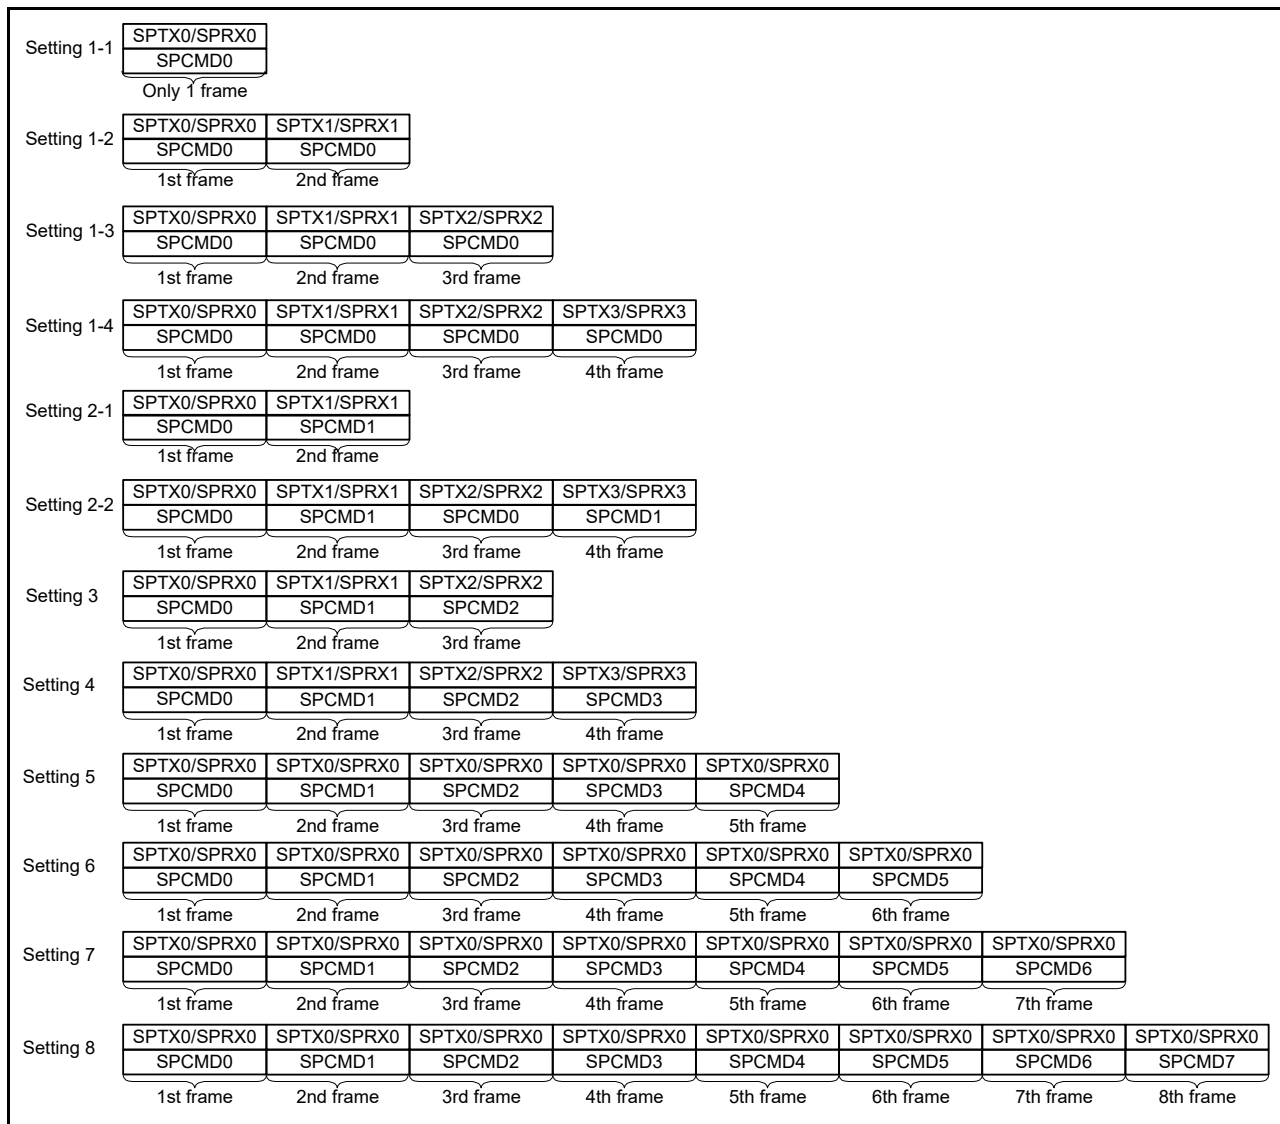 Setting 1-1
SPTX0/SPRX0
SPCMD0
Only 1 frame
Setting 1-2
SPTX0/SPRX0 SPTX1/SPRX1
SPCMD0 SPCMD0
1st frame 2nd frame
Setting 1-3
SPTX0/SPRX0 SPTX1/SPRX1 SPTX2/SPRX2
SPCMD0 SPCMD0 SPCMD0
1st frame 2nd frame 3rd frame
Setting 1-4
SPTX0/SPRX0 SPTX1/SPRX1 SPTX2/SPRX2 SPTX3/SPRX3
SPCMD0 SPCMD0 SPCMD0 SPCMD0
1st frame 2nd frame 3rd frame 4th frame
Setting 2-1
SPTX0/SPRX0 SPTX1/SPRX1
SPCMD0 SPCMD1
1st frame 2nd frame
Setting 2-2
SPTX0/SPRX0 SPTX1/SPRX1 SPTX2/SPRX2 SPTX3/SPRX3
SPCMD0 SPCMD1 SPCMD0 SPCMD1
1st frame 2nd frame 3rd frame 4th frame
Setting 3
SPTX0/SPRX0 SPTX1/SPRX1 SPTX2/SPRX2
SPCMD0 SPCMD1 SPCMD2
1st frame 2nd frame 3rd frame
Setting 4
SPTX0/SPRX0 SPTX1/SPRX1 SPTX2/SPRX2 SPTX3/SPRX3
SPCMD0 SPCMD1 SPCMD2 SPCMD3
1st frame 2nd frame 3rd frame 4th frame
Setting 5
SPTX0/SPRX0 SPTX0/SPRX0 SPTX0/SPRX0 SPTX0/SPRX0 SPTX0/SPRX0
SPCMD0 SPCMD1 SPCMD2 SPCMD3 SPCMD4
1st frame 2nd frame 3rd frame 4th frame 5th frame
Setting 6
SPTX0/SPRX0 SPTX0/SPRX0 SPTX0/SPRX0 SPTX0/SPRX0 SPTX0/SPRX0 SPTX0/SPRX0
SPCMD0 SPCMD1 SPCMD2 SPCMD3 SPCMD4 SPCMD5
1st frame 2nd frame 3rd frame 4th frame 5th frame 6th frame
Setting 7
SPTX0/SPRX0 SPTX0/SPRX0 SPTX0/SPRX0 SPTX0/SPRX0 SPTX0/SPRX0 SPTX0/SPRX0 SPTX0/SPRX0
SPCMD0 SPCMD1 SPCMD2 SPCMD3 SPCMD4 SPCMD5 SPCMD6
1st frame 2nd frame 3rd frame 4th frame 5th frame 6th frame 7th frame
Setting 8
SPTX0/SPRX0 SPTX0/SPRX0 SPTX0/SPRX0 SPTX0/SPRX0 SPTX0/SPRX0 SPTX0/SPRX0 SPTX0/SPRX0 SPTX0/SPRX0
SPCMD0 SPCMD1 SPCMD2 SPCMD3 SPCMD4 SPCMD5 SPCMD6 SPCMD7
1st frame 2nd frame 3rd frame 4th frame 5th frame 6th frame 7th frame 8th frame